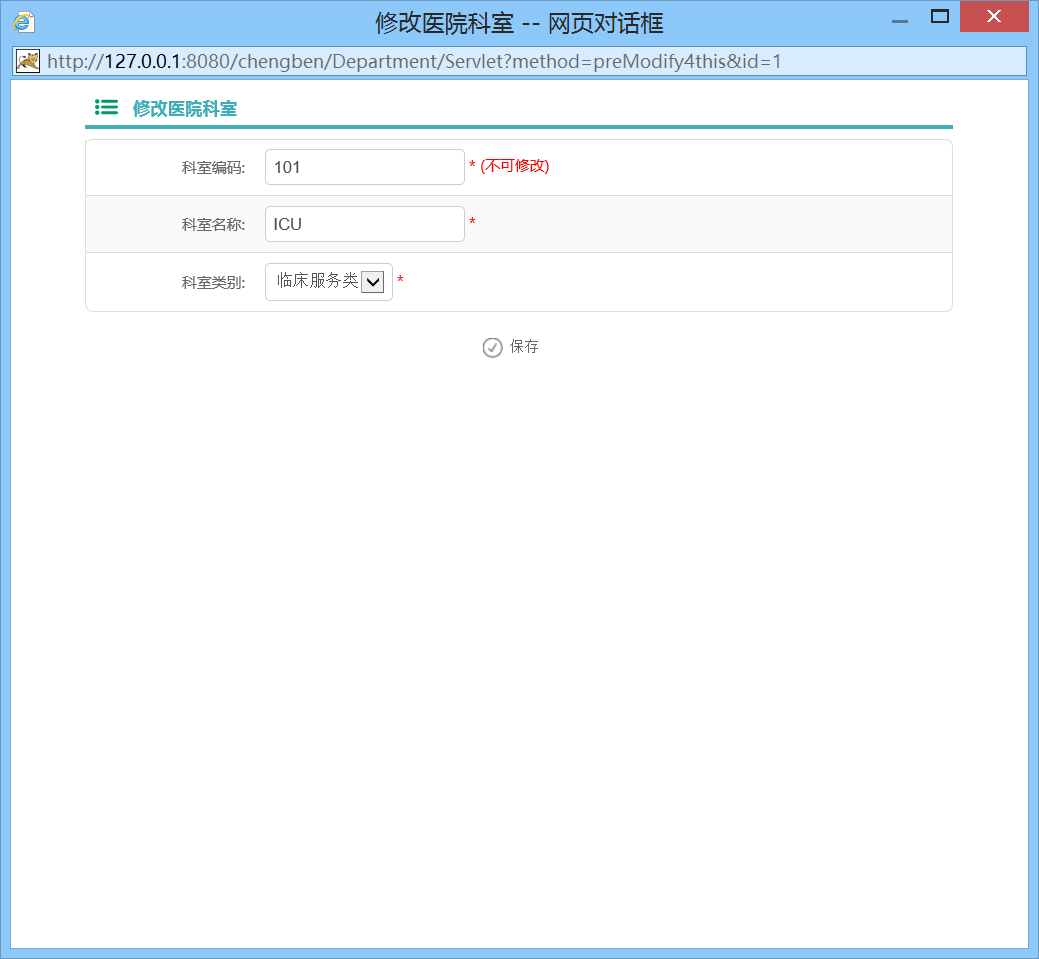 修改医院科室 -- 网页对话框
http://127.0.0.1:8080/chengben/Department/Servlet?method=preModify4this&id=1
修改医院科室
科室编码: 101 * (不可修改)
科室名称: ICU *
科室类别: 临床服务类 *
保存